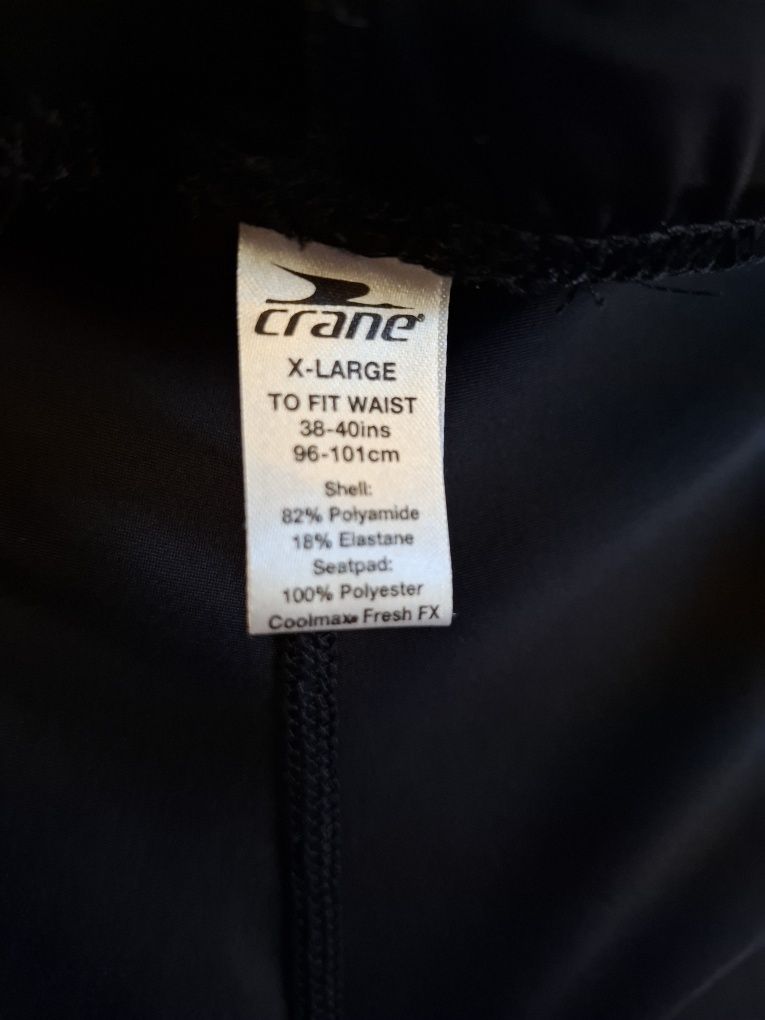 crane®
X-LARGE
TO FIT WAIST
38-40ins
96-101cm
Shell:
82% Polyamide
18% Elastane
Seatpad:
100% Polyester
Coolmax® Fresh FX